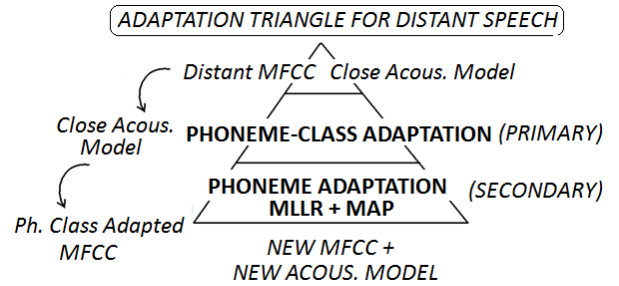 ADAPTATION TRIANGLE FOR DISTANT SPEECH
Distant MFCC Close Acous. Model
Close Acous.
Model
PHONEME-CLASS ADAPTATION (PRIMARY)
PHONEME ADAPTATION (SECONDARY)
MLLR + MAP
Ph. Class Adapted
MFCC
NEW MFCC +
NEW ACOUS. MODEL